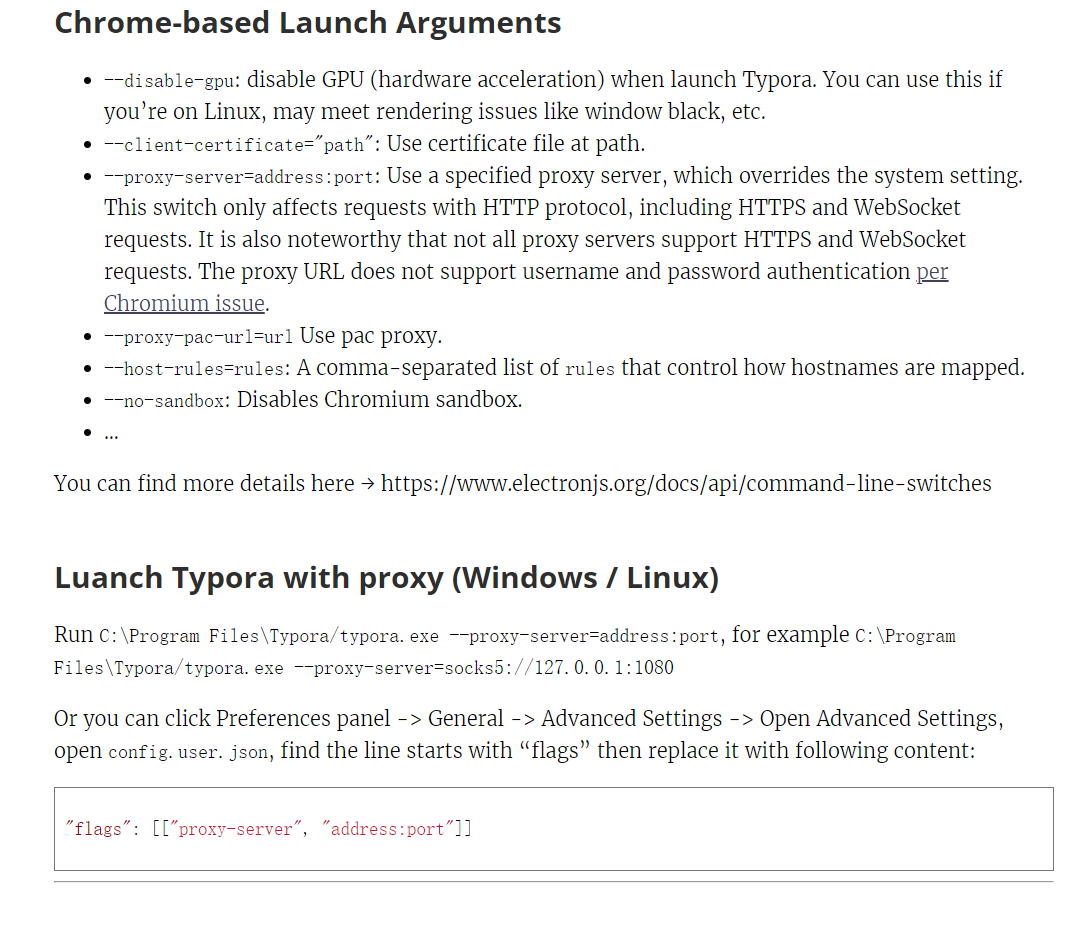 Chrome-based Launch Arguments
--disable-gpu: disable GPU (hardware acceleration) when launch Typora. You can use this if
you’re on Linux, may meet rendering issues like window black, etc.
--client-certificate="path": Use certificate file at path.
--proxy-server=address:port: Use a specified proxy server, which overrides the system setting.
This switch only affects requests with HTTP protocol, including HTTPS and WebSocket
requests. It is also noteworthy that not all proxy servers support HTTPS and WebSocket
requests. The proxy URL does not support username and password authentication per
Chromium issue.
--proxy-pac-url=url Use pac proxy.
--host-rules=rules: A comma-separated list of rules that control how hostnames are mapped.
--no-sandbox: Disables Chromium sandbox.
...
You can find more details here → https://www.electronjs.org/docs/api/command-line-switches
Luanch Typora with proxy (Windows / Linux)
Run C:\Program Files\Typora/typora.exe --proxy-server=address:port, for example C:\Program
Files\Typora/typora.exe --proxy-server=socks5://127.0.0.1:1080
Or you can click Preferences panel -> General -> Advanced Settings -> Open Advanced Settings,
open config.user.json, find the line starts with “flags” then replace it with following content:
"flags": [["proxy-server", "address:port"]]